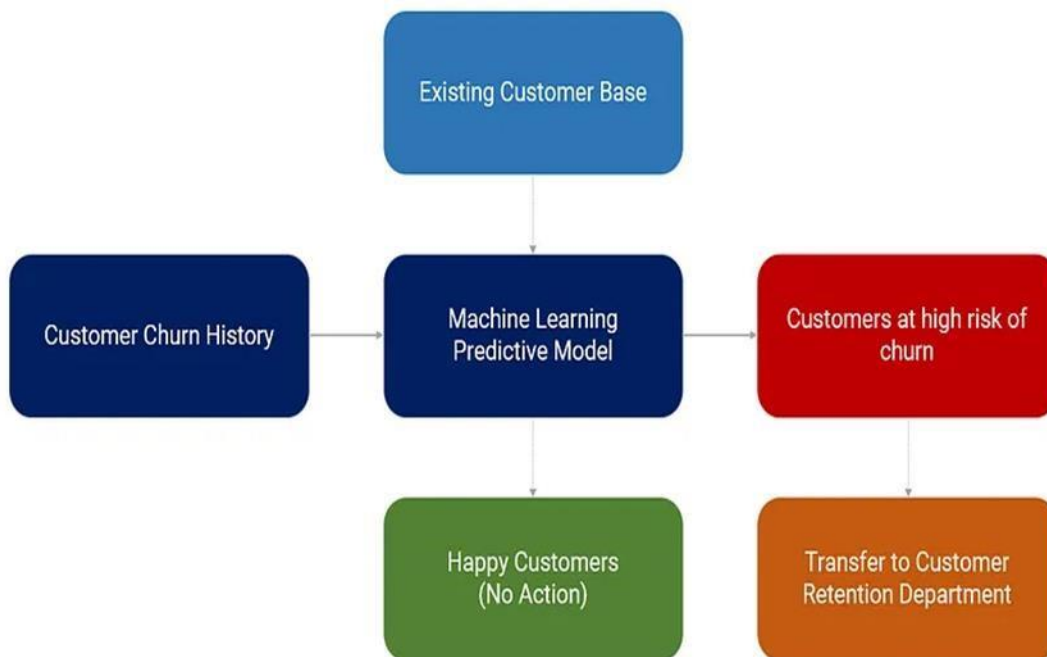 Existing Customer Base
Customer Churn History
Machine Learning
Predictive Model
Customers at high risk of
churn
Happy Customers
(No Action)
Transfer to Customer
Retention Department